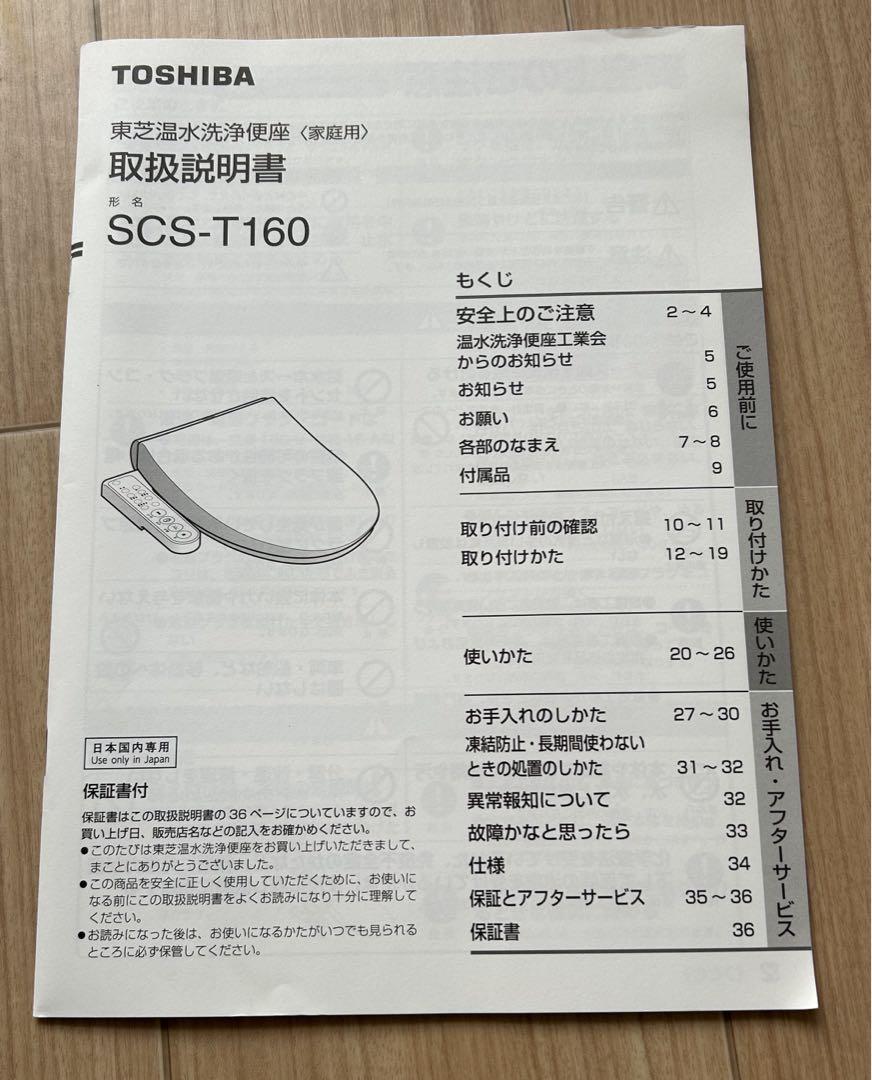 TOSHIBA
東芝温水洗浄便座〈家庭用〉
取扱説明書
形 名
SCS-T160
もくじ
安全上のご注意 2～4
温水洗浄便座工業会
からのお知らせ 5
お知らせ 5
お願い 6
各部のなまえ 7～8
付属品 9
ご使用前に
取り付け前の確認 10～11
取り付けかた 12～19
取り付けかた
使いかた 20～26
使いかた
お手入れのしかた 27～30
凍結防止・長期間使わない
ときの処置のしかた 31～32
異常報知について 32
故障かなと思ったら 33
仕様 34
保証とアフターサービス 35～36
保証書 36
お手入れ・アフターサービス
日本国内専用
Use only in Japan
保証書付
保証書はこの取扱説明書の36ページについていますので、お
買い上げ日、販売店名などの記入をお確かめください。
●このたびは東芝温水洗浄便座をお買い上げいただきまして、
まことにありがとうございました。
●この商品を安全に正しく使用していただくために、お使いに
なる前にこの取扱説明書をよくお読みになり十分に理解して
ください。
●お読みになった後は、お使いになるかたがいつでも見られる
ところに必ず保管してください。